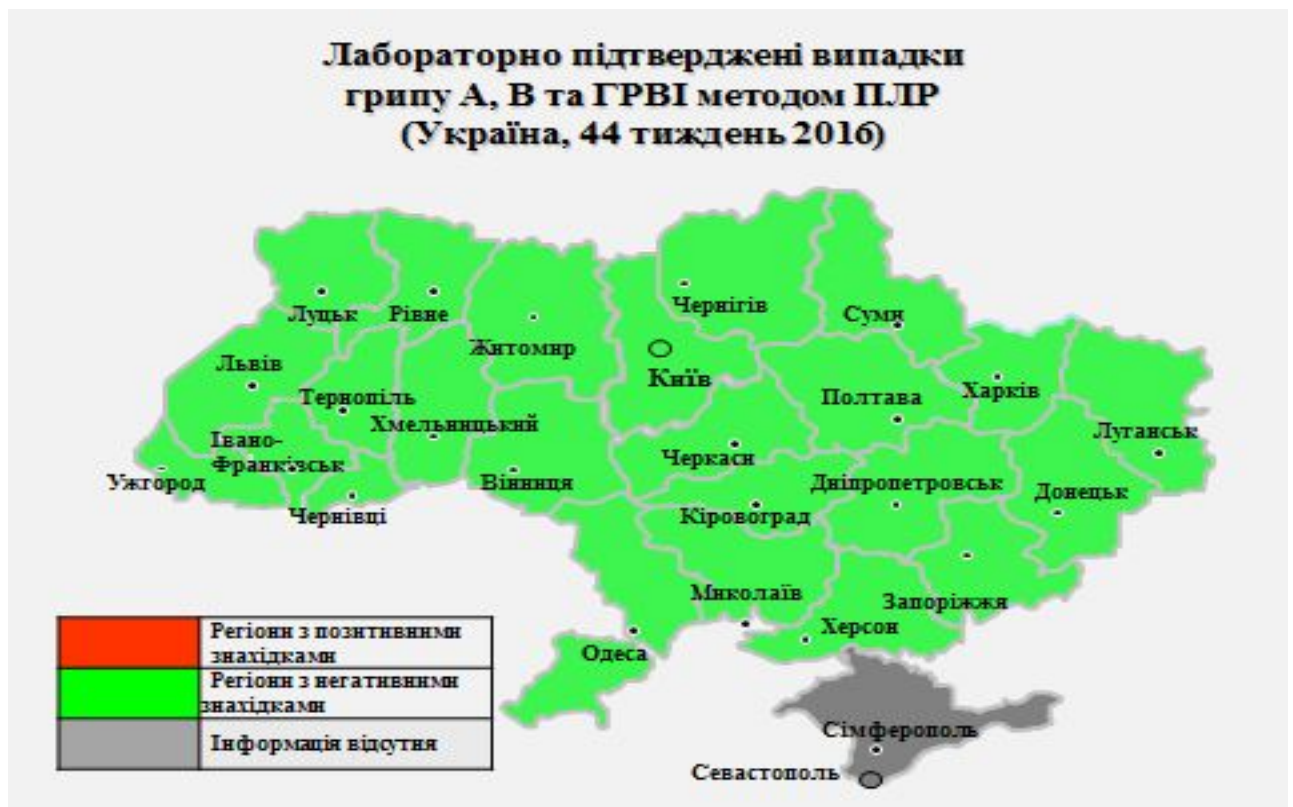 Лабораторно підтверджені випадки
грипу А, В та ГРВІ методом ПЛР
(Україна, 44 тиждень 2016)
Чернігів
Луцьк
Рівне
Суми
Житомир
Львів
Київ
Харків
Тернопіль
Полтава
Хмельницький
Луганськ
Івано-
Франківськ
Черкаси
Ужгород
Вінниця
Дніпропетровськ
Донецьк
Чернівці
Кіровоград
Миколаїв
Запоріжжя
Херсон
Одеса
Регіони з позитивними
знахідками
Регіони з негативними
знахідками
Інформація відсутня
Сімферополь
Севастополь